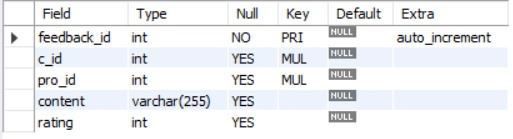 Field Type Null Key Default Extra
feedback_id int NO PRI NULL auto_increment
c_id int YES MUL NULL
pro_id int YES MUL NULL
content varchar(255) YES NULL
rating int YES NULL